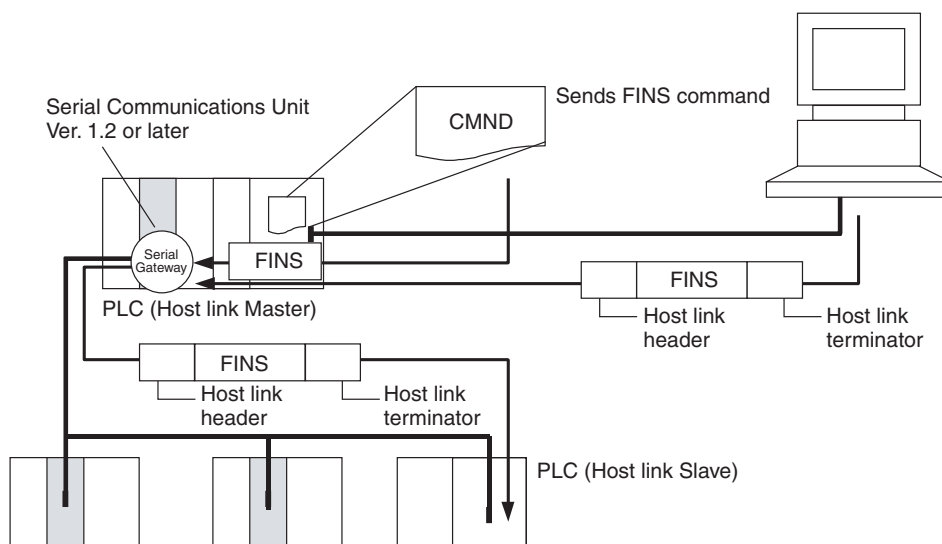 Serial Communications Unit
Ver. 1.2 or later
CMND
Sends FINS command
Serial
Gateway
FINS
PLC (Host link Master)
FINS
Host link
header
Host link
terminator
FINS
Host link
header
Host link
terminator
PLC (Host link Slave)